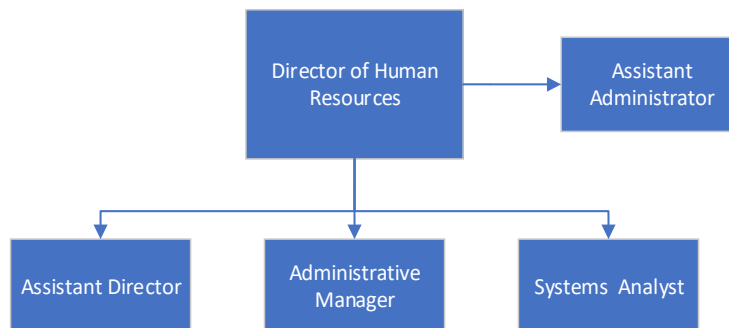 Director of Human
Resources
Assistant
Administrator
Assistant Director
Administrative
Manager
Systems Analyst